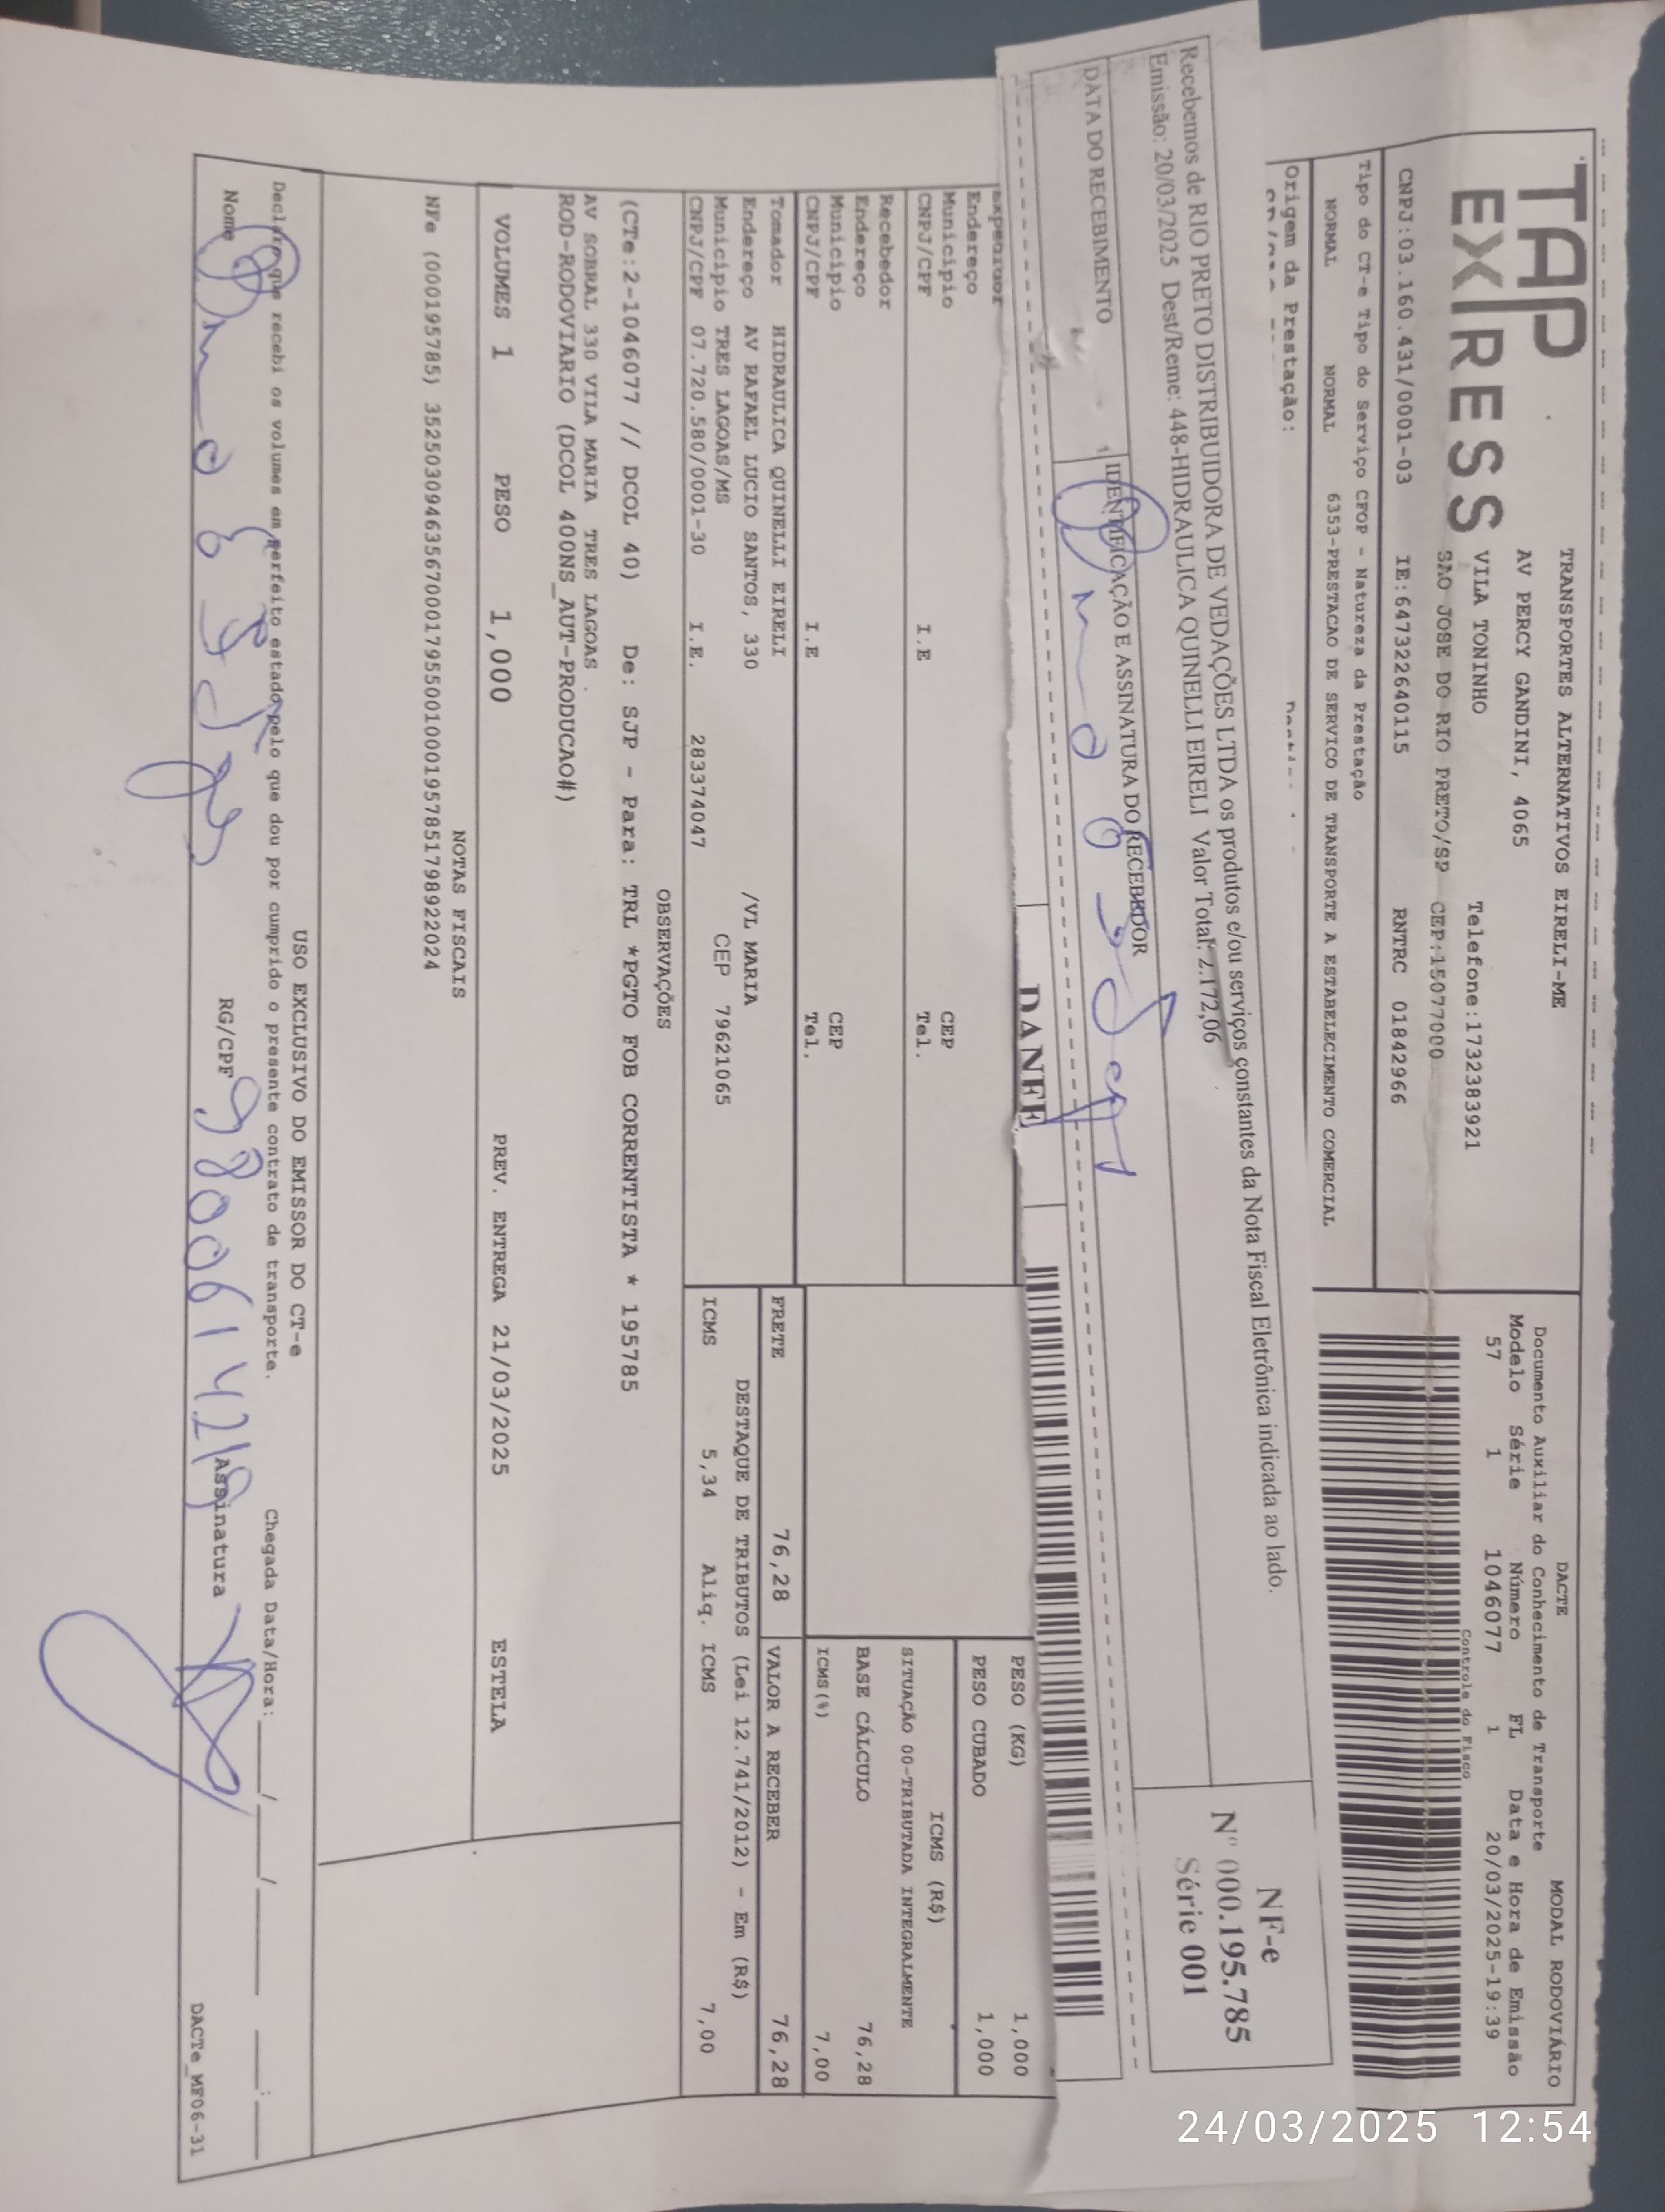 TAP
EXPRESS
TRANSPORTES ALTERNATIVOS EIRELI-ME
AV PERCY GANDINI, 4065
VILA TONINHO Telefone:1732383921
SAO JOSE DO RIO PRETO/SP CEP:15077000
CNPJ:03.160.431/0001-03 IE:647322640115 RNTRC 01842966
Tipo do CT-e Tipo do Serviço CFOP - Natureza da Prestação
NORMAL NORMAL 6353-PRESTACAO DE SERVICO DE TRANSPORTE A ESTABELECIMENTO COMERCIAL
Origem da Prestação:
DACTE MODAL RODOVIÁRIO
Documento Auxiliar do Conhecimento de Transporte
Modelo Série Número FL Data e Hora de Emissão
57 1 1046077 1 20/03/2025-19:39
Controle do Fisco
Recebemos de RIO PRETO DISTRIBUIDORA DE VEDAÇÕES LTDA os produtos e/ou serviços constantes da Nota Fiscal Eletrônica indicada ao lado.
Emissão: 20/03/2025 Dest/Reme: 448-HIDRAULICA QUINELLI EIRELI Valor Total: 2.172,06
DATA DO RECEBIMENTO
IDENTIFICAÇÃO E ASSINATURA DO RECEBEDOR
NF-e
Nº 000.195.785
Série 001
DANFE
Expedidor
Endereço
Municipio CEP
CNPJ/CPF I.E Tel.
Recebedor
Endereço
Municipio CEP
CNPJ/CPF I.E Tel.
Tomador HIDRAULICA QUINELLI EIRELI
Endereço AV RAFAEL LUCIO SANTOS, 330 /VL MARIA
Municipio TRES LAGOAS/MS CEP 79621065
CNPJ/CPF 07.720.580/0001-30 I.E. 283374047
PESO (KG) 1,000
PESO CUBADO 1,000
ICMS (R$)
SITUAÇÃO 00-TRIBUTADA INTEGRALMENTE
BASE CÁLCULO 76,28
ICMS(%) 7,00
FRETE 76,28 VALOR A RECEBER 76,28
DESTAQUE DE TRIBUTOS (Lei 12.741/2012) - Em (R$)
ICMS 5,34 Aliq. ICMS 7,00
OBSERVAÇÕES
(CTe:2-1046077 // DCOL 40) De: SJP - Para: TRL *PGTO FOB CORRENTISTA * 195785
AV SOBRAL 330 VILA MARIA TRES LAGOAS .
ROD-RODOVIARIO (DCOL 400NS_AUT-PRODUCAO#)
VOLUMES 1 PESO 1,000 PREV. ENTREGA 21/03/2025 ESTELA
NOTAS FISCAIS
NFe (000195785) 35250309463567000179550010001957851798922024
USO EXCLUSIVO DO EMISSOR DO CT-e
Declaro que recebi os volumes em perfeito estado pelo que dou por cumprido o presente contrato de transporte. Chegada Data/Hora: ____/____/______ ____:____
Nome RG/CPF Assinatura
DACTe_MF06-31
24/03/2025 12:54